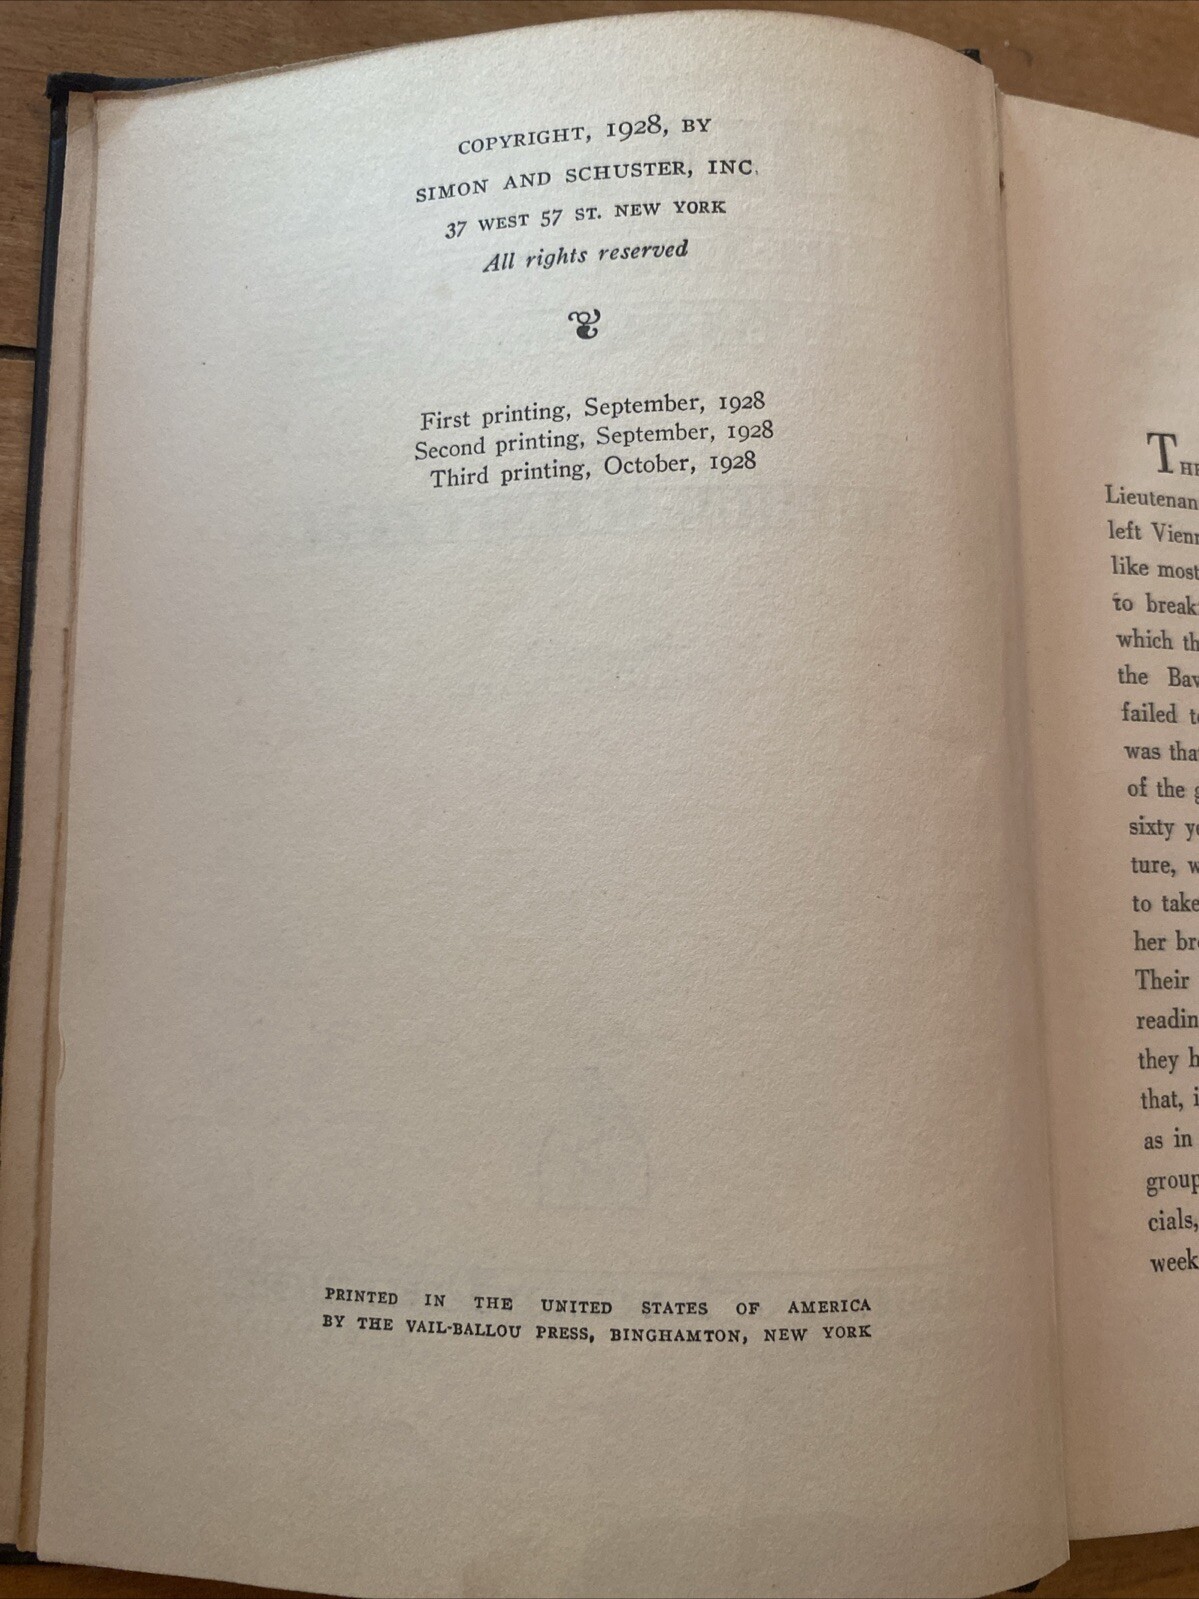 COPYRIGHT, 1928, BY
SIMON AND SCHUSTER, INC.
37 WEST 57 ST. NEW YORK
All rights reserved
First printing, September, 1928
Second printing, September, 1928
Third printing, October, 1928
PRINTED IN THE UNITED STATES OF AMERICA
BY THE VAIL-BALLOU PRESS, BINGHAMTON, NEW YORK
Lieutenan
left Vien
like most
to break
which th
the Bav
failed t
was tha
of the g
sixty y
ture, w
to take
her br
Their
readin
they h
that, i
as in
group
cials,
week